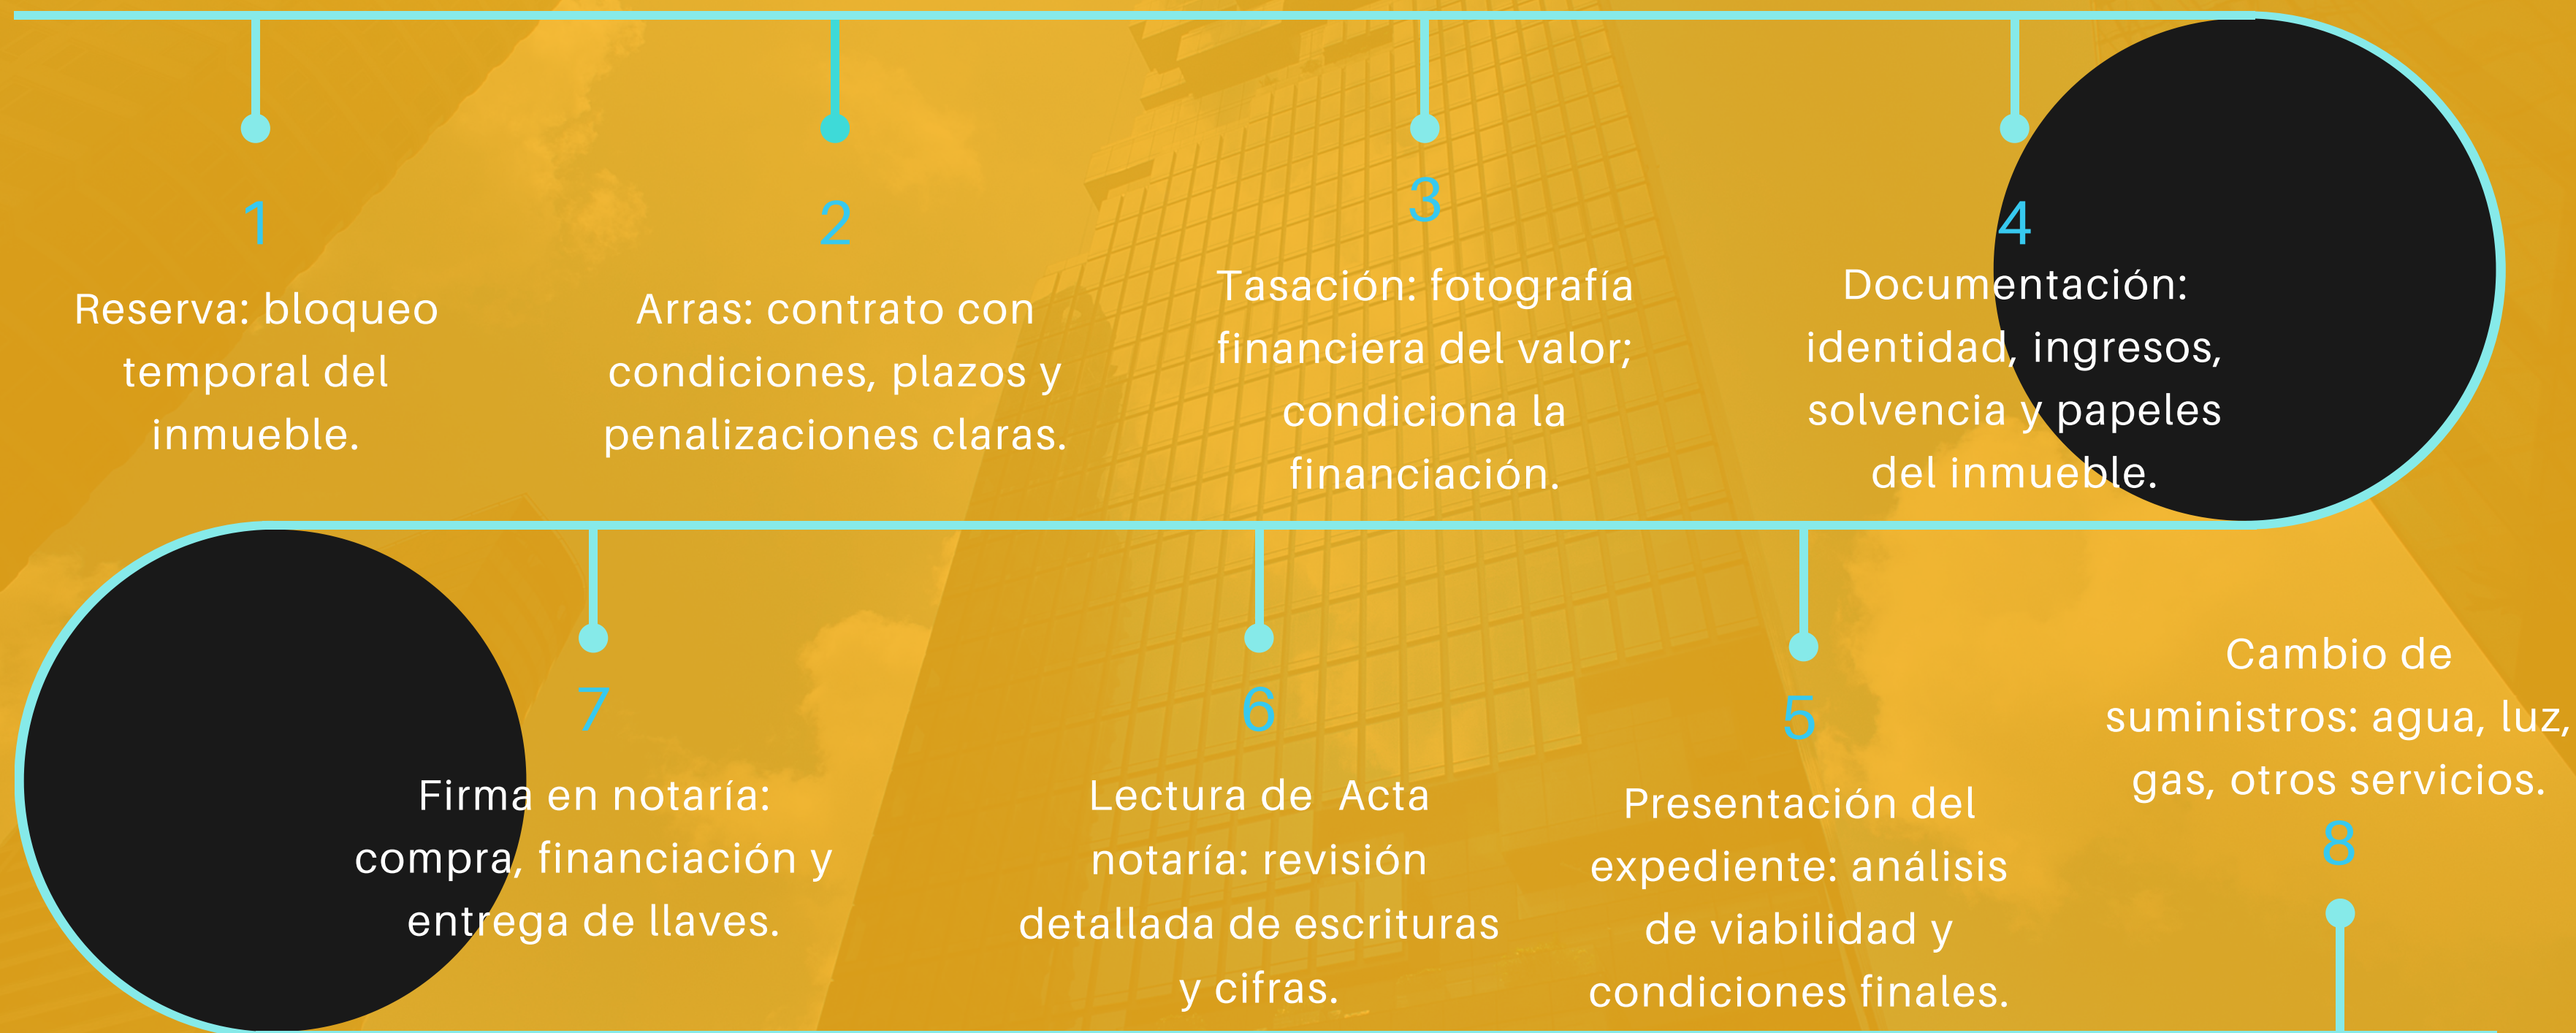 1
Reserva: bloqueo
temporal del
inmueble.
2
Arras: contrato con
condiciones, plazos y
penalizaciones claras.
3
Tasación: fotografía
financiera del valor;
condiciona la
financiación.
4
Documentación:
identidad, ingresos,
solvencia y papeles
del inmueble.
5
Presentación del
expediente: análisis
de viabilidad y
condiciones finales.
6
Lectura de  Acta
notaría: revisión
detallada de escrituras
y cifras.
7
Firma en notaría:
compra, financiación y
entrega de llaves.
Cambio de
suministros: agua, luz,
gas, otros servicios.
8